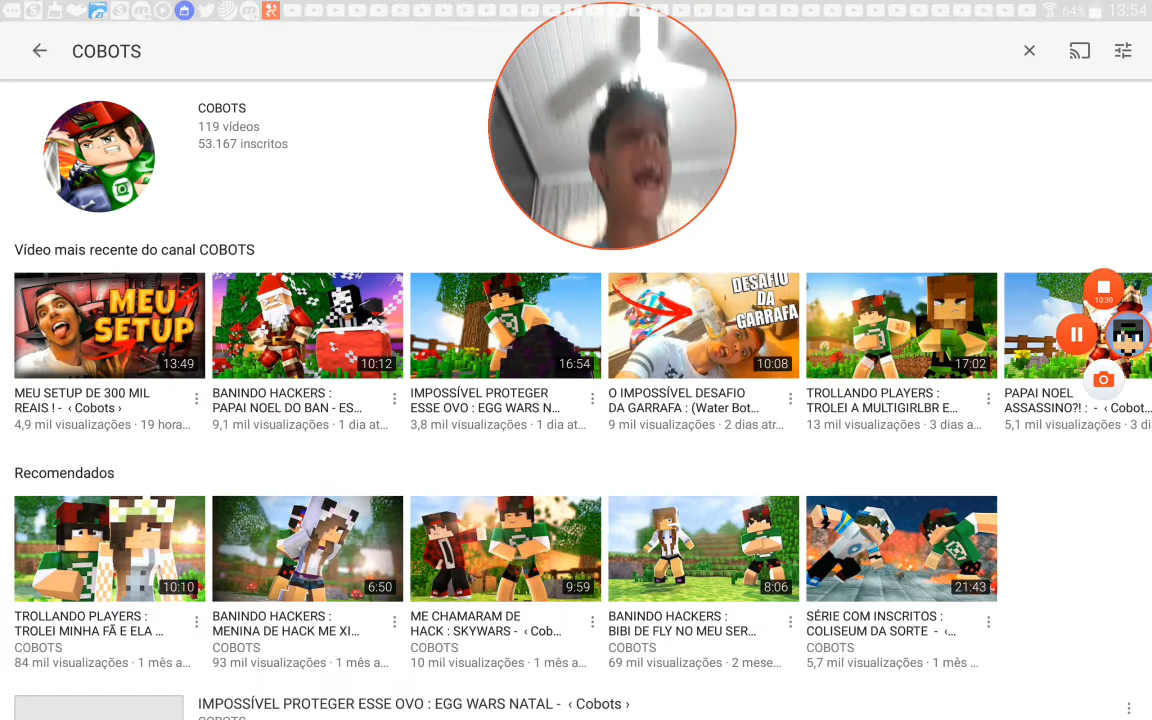 64% 13:54
COBOTS
COBOTS
119 vídeos
53.167 inscritos
Vídeo mais recente do canal COBOTS
MEU
SETUP
13:49
10:12
16:54
DESAFIO
DA
GARRAFA
10:08
17:02
19:30
MEU SETUP DE 300 MIL
REAIS ! - ‹ Cobots ›
4,9 mil visualizações · 19 hora...
BANINDO HACKERS :
PAPAI NOEL DO BAN - ES...
9,1 mil visualizações · 1 dia at...
IMPOSSÍVEL PROTEGER
ESSE OVO : EGG WARS N...
3,8 mil visualizações · 1 dia at...
O IMPOSSÍVEL DESAFIO
DA GARRAFA : (Water Bot...
9 mil visualizações · 2 dias atr...
TROLLANDO PLAYERS :
TROLEI A MULTIGIRLBR E...
13 mil visualizações · 3 dias a...
PAPAI NOEL
ASSASSINO?! : - ‹ Cobot...
5,1 mil visualizações · 3 di
Recomendados
10:10
6:50
9:59
8:06
21:43
TROLLANDO PLAYERS :
TROLEI MINHA FÃ E ELA ...
COBOTS
84 mil visualizações · 1 mês a...
BANINDO HACKERS :
MENINA DE HACK ME XI...
COBOTS
93 mil visualizações · 1 mês a...
ME CHAMARAM DE
HACK : SKYWARS - ‹ Cob...
COBOTS
10 mil visualizações · 1 mês a...
BANINDO HACKERS :
BIBI DE FLY NO MEU SER...
COBOTS
69 mil visualizações · 2 mese...
SÉRIE COM INSCRITOS :
COLISEUM DA SORTE - ‹...
COBOTS
5,7 mil visualizações · 1 mês ...
IMPOSSÍVEL PROTEGER ESSE OVO : EGG WARS NATAL - ‹ Cobots ›
COBOTS